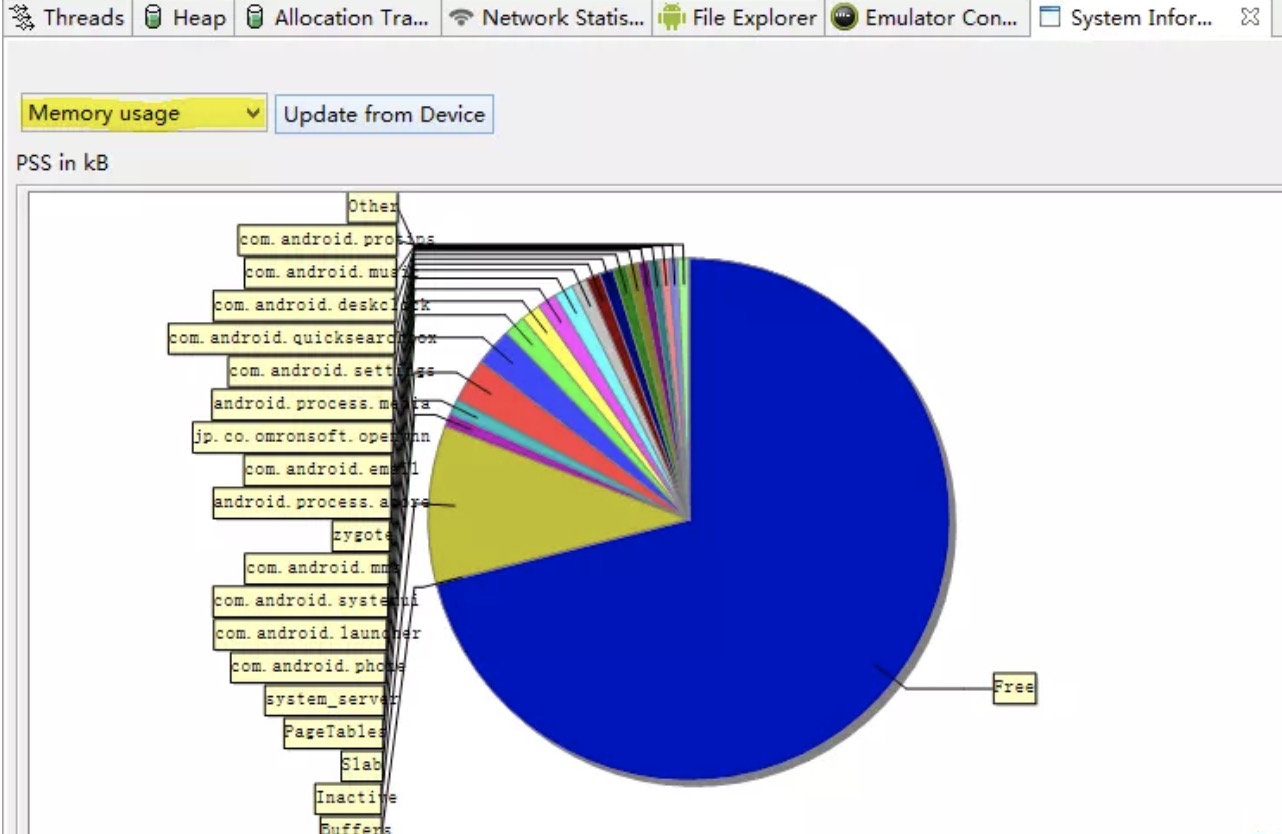 Threads Heap Allocation Tra... Network Statis... File Explorer Emulator Con... System Infor...
Memory usage Update from Device
PSS in kB
Other
com.android.protips
com.android.music
com.android.deskclock
com.android.quicksearchbox
com.android.settings
android.process.media
jp.co.omronsoft.openwnn
com.android.email
android.process.acore
zygote
com.android.mms
com.android.systemui
com.android.launcher
com.android.phone
system_server
Free
PageTables
Slab
Inactive
Buffers